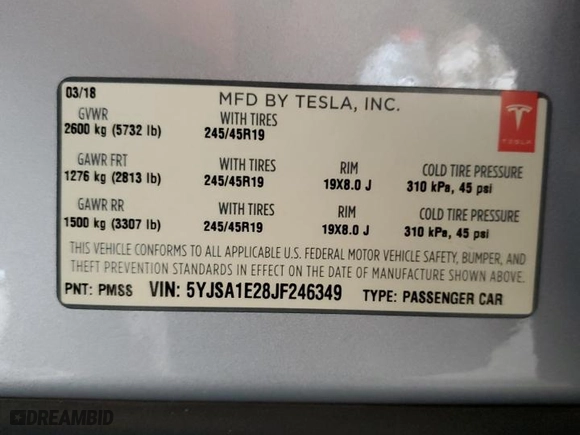 03/18 MFD BY TESLA, INC.
GVWR WITH TIRES
2600 kg (5732 lb) 245/45R19
TESLA
GAWR FRT WITH TIRES RIM COLD TIRE PRESSURE
1276 kg (2813 lb) 245/45R19 19X8.0 J 310 kPa, 45 psi
GAWR RR WITH TIRES RIM COLD TIRE PRESSURE
1500 kg (3307 lb) 245/45R19 19X8.0 J 310 kPa, 45 psi
THIS VEHICLE CONFORMS TO ALL APPLICABLE U.S. FEDERAL MOTOR VEHICLE SAFETY, BUMPER, AND
THEFT PREVENTION STANDARDS IN EFFECT ON THE DATE OF MANUFACTURE SHOWN ABOVE.
PNT: PMSS VIN: 5YJSA1E28JF246349 TYPE: PASSENGER CAR
DREAMBID